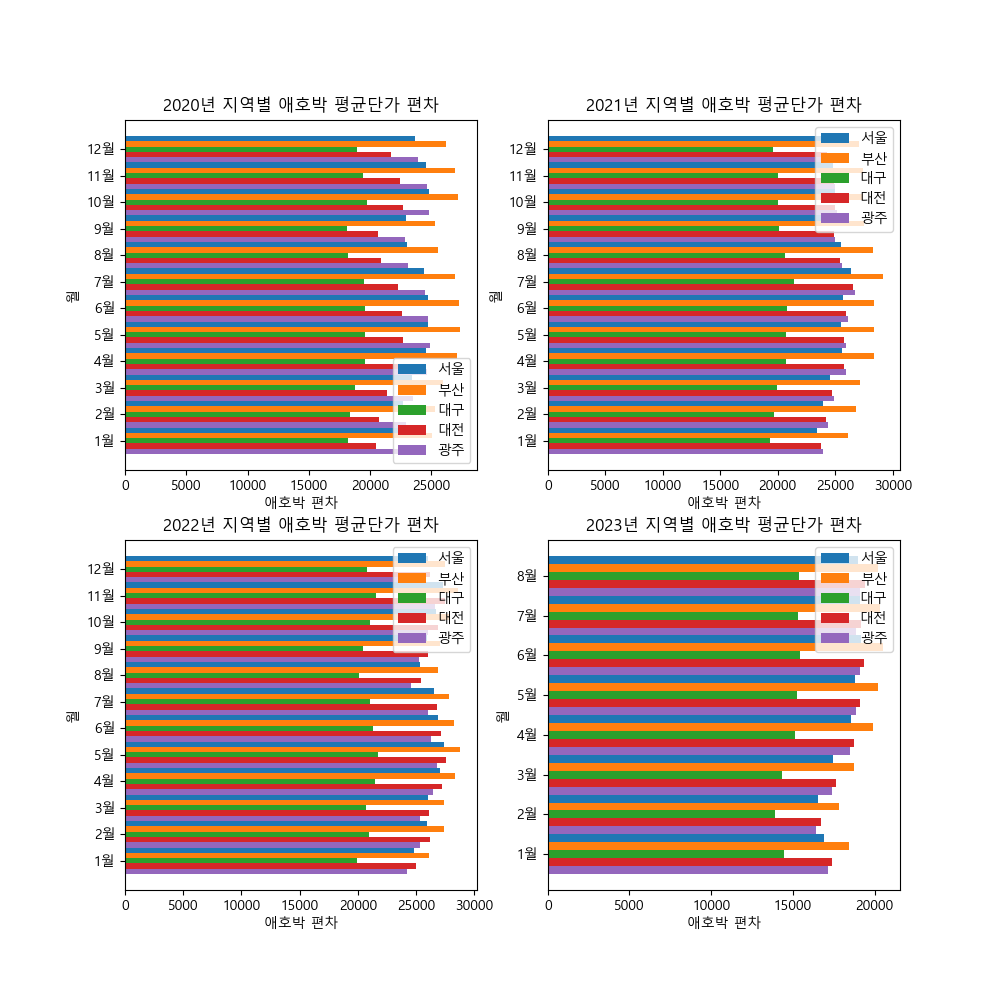 2020년 지역별 애호박 평균단가 편차
월
12월
11월
10월
9월
8월
7월
6월
5월
4월
3월
2월
1월
서울
부산
대구
대전
광주
0 5000 10000 15000 20000 25000
애호박 편차
2021년 지역별 애호박 평균단가 편차
월
12월
11월
10월
9월
8월
7월
6월
5월
4월
3월
2월
1월
서울
부산
대구
대전
광주
0 5000 10000 15000 20000 25000 30000
애호박 편차
2022년 지역별 애호박 평균단가 편차
월
12월
11월
10월
9월
8월
7월
6월
5월
4월
3월
2월
1월
서울
부산
대구
대전
광주
0 5000 10000 15000 20000 25000 30000
애호박 편차
2023년 지역별 애호박 평균단가 편차
월
8월
7월
6월
5월
4월
3월
2월
1월
서울
부산
대구
대전
광주
0 5000 10000 15000 20000
애호박 편차